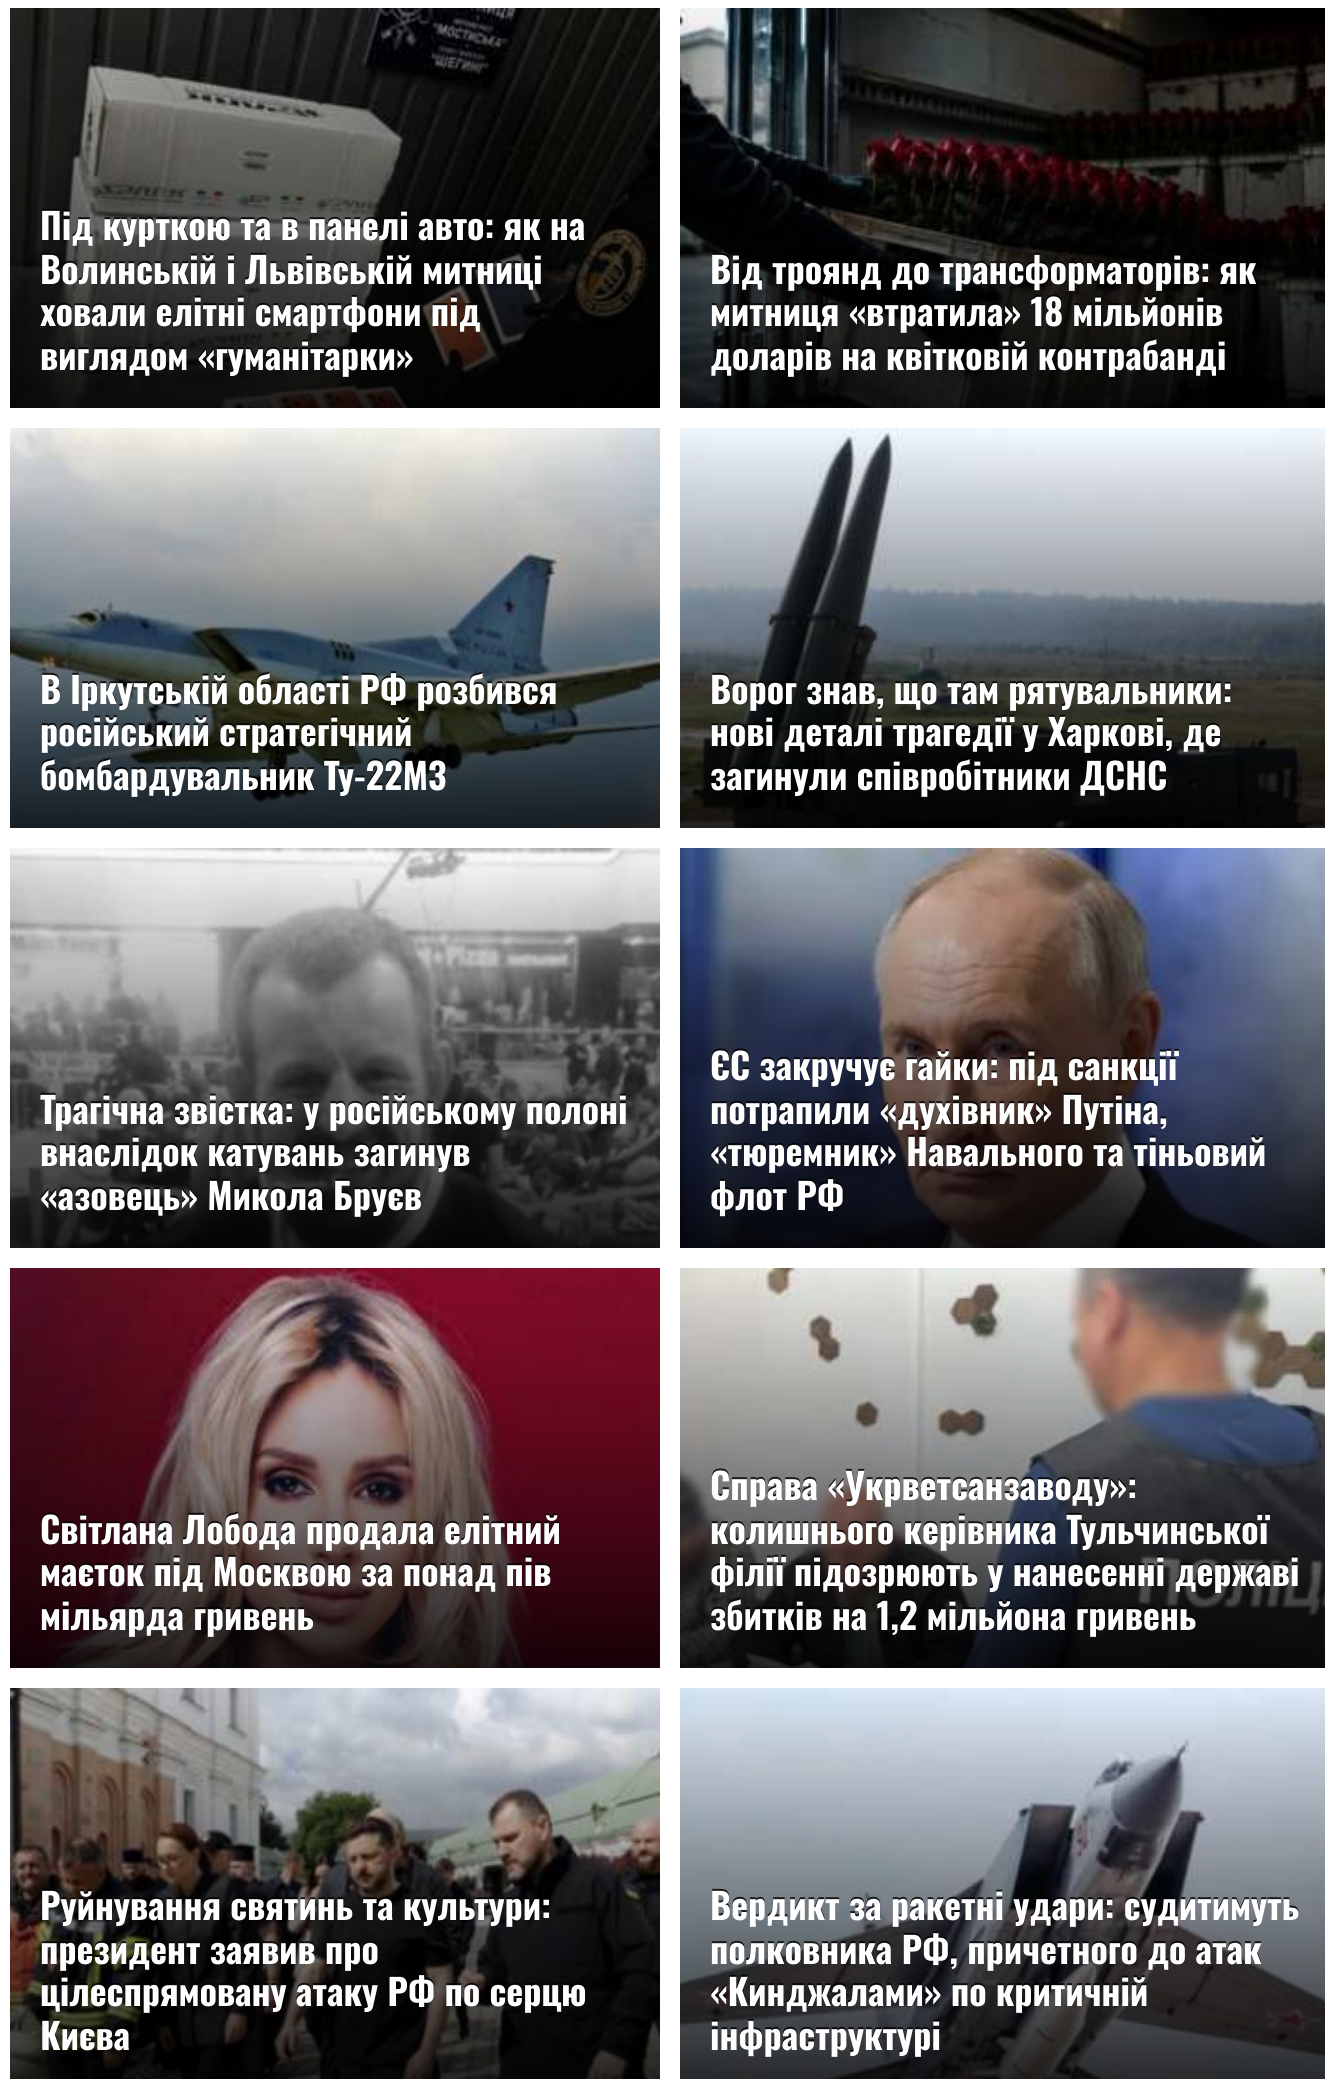 "МОСТИСЬКА"
"ШЕГИНІ"
Під курткою та в панелі авто: як на
Волинській і Львівській митниці
ховали елітні смартфони під
виглядом «гуманітарки»
Від троянд до трансформаторів: як
митниця «втратила» 18 мільйонів
доларів на квітковій контрабанді
В Іркутській області РФ розбився
російський стратегічний
бомбардувальник Ту-22М3
Ворог знав, що там рятувальники:
нові деталі трагедії у Харкові, де
загинули співробітники ДСНС
Pizza
Трагічна звістка: у російському полоні
внаслідок катувань загинув
«азовець» Микола Бруєв
ЄС закручує гайки: під санкції
потрапили «духівник» Путіна,
«тюремник» Навального та тіньовий
флот РФ
Світлана Лобода продала елітний
маєток під Москвою за понад пів
мільярда гривень
Справа «Укрветсанзаводу»:
колишнього керівника Тульчинської
філії підозрюють у нанесенні державі
збитків на 1,2 мільйона гривень
ПОЛІЦ
Руйнування святинь та культури:
президент заявив про
цілеспрямовану атаку РФ по серцю
Києва
Вердикт за ракетні удари: судитимуть
полковника РФ, причетного до атак
«Кинджалами» по критичній
інфраструктурі